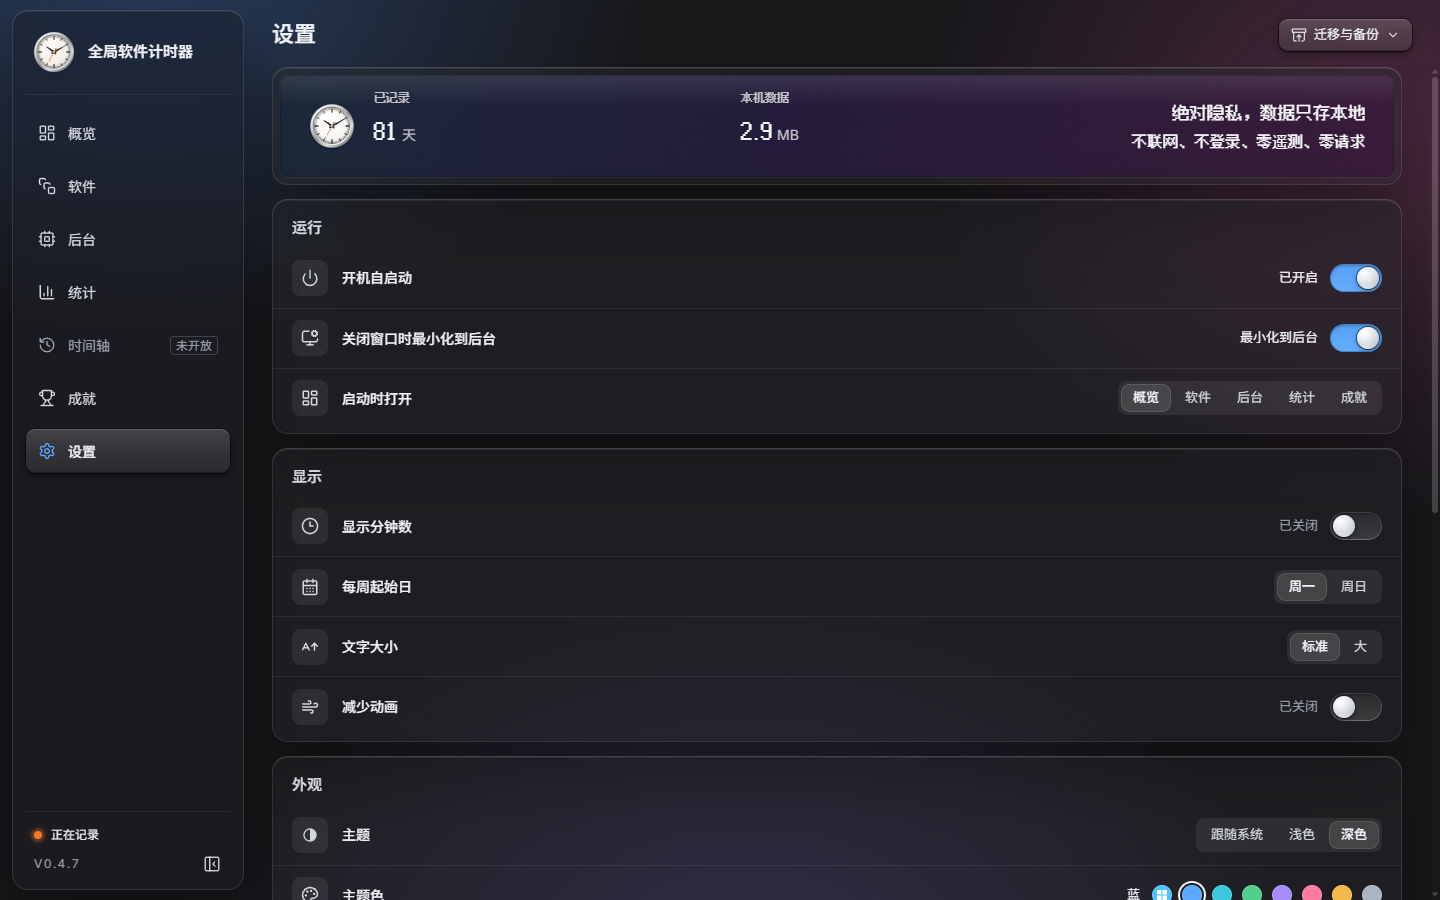 全局软件计时器
概览
软件
后台
统计
时间轴 未开放
成就
设置
正在记录
V0.4.7
设置
迁移与备份
已记录
81 天
本机数据
2.9 MB
绝对隐私，数据只存本地
不联网、不登录、零遥测、零请求
运行
开机自启动 已开启
关闭窗口时最小化到后台 最小化到后台
启动时打开 概览 软件 后台 统计 成就
显示
显示分钟数 已关闭
每周起始日 周一 周日
文字大小 标准 大
减少动画 已关闭
外观
主题 跟随系统 浅色 深色
主题色 蓝